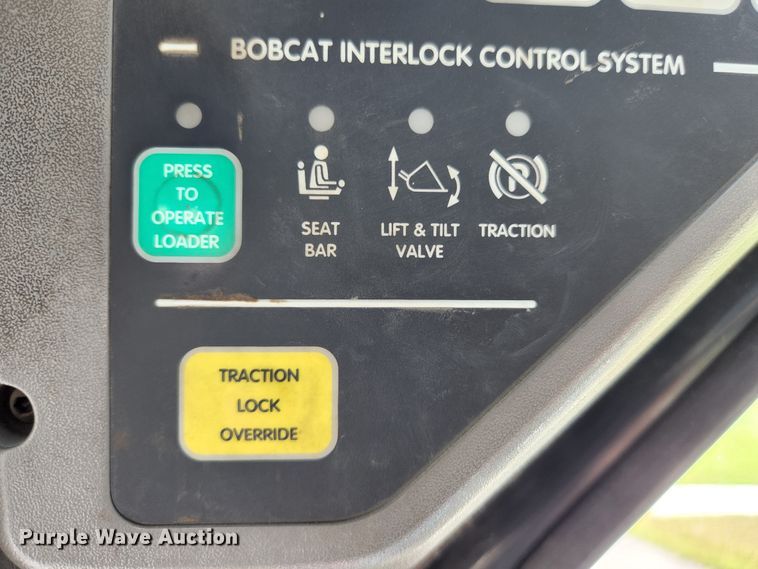 BOBCAT INTERLOCK CONTROL SYSTEM
PRESS
TO
OPERATE
LOADER
SEAT
BAR
LIFT & TILT
VALVE
P
TRACTION
TRACTION
LOCK
OVERRIDE
Purple Wave Auction